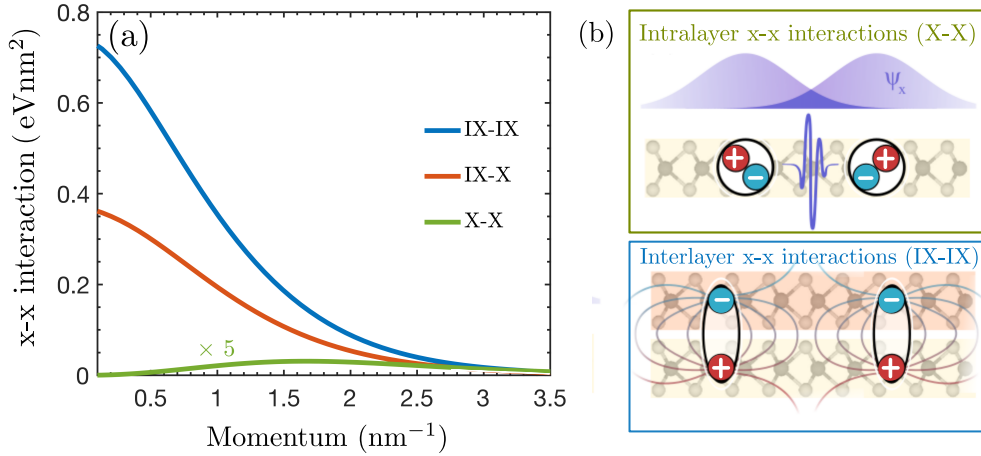 (a)
x-x interaction (eVnm²)
0.8
0.6
0.4
0.2
0
IX-IX
IX-X
X-X
× 5
0.5 1 1.5 2 2.5 3 3.5
Momentum (nm⁻¹)
(b)
Intralayer x-x interactions (X-X)
Ψₓ
+ − + −
Interlayer x-x interactions (IX-IX)
− −
+ +